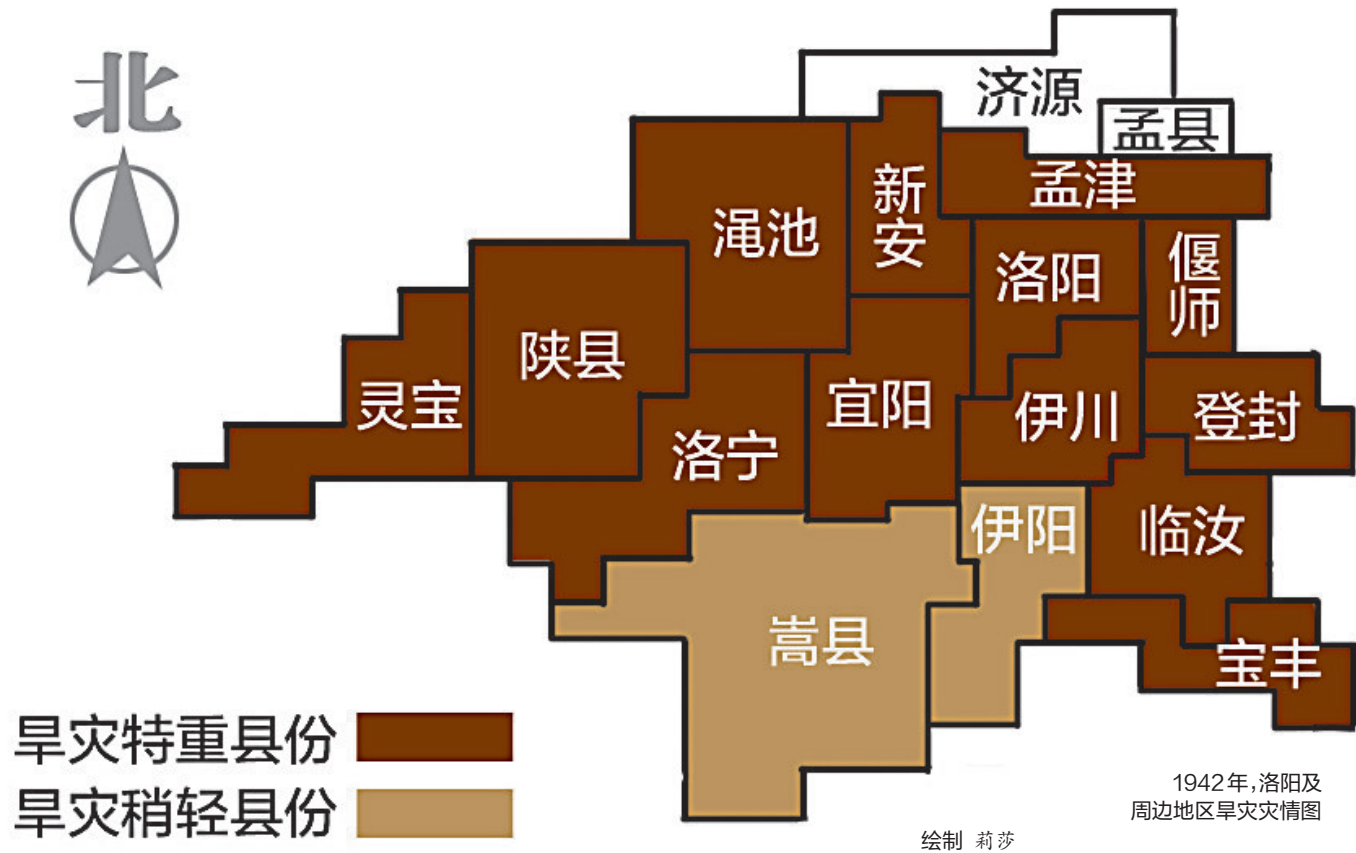 北
济源
孟县
孟津
新安
渑池
洛阳
偃师
陕县
灵宝
宜阳
伊川
登封
洛宁
伊阳
临汝
嵩县
宝丰
旱灾特重县份
旱灾稍轻县份
1942年,洛阳及
周边地区旱灾灾情图
绘制 莉莎